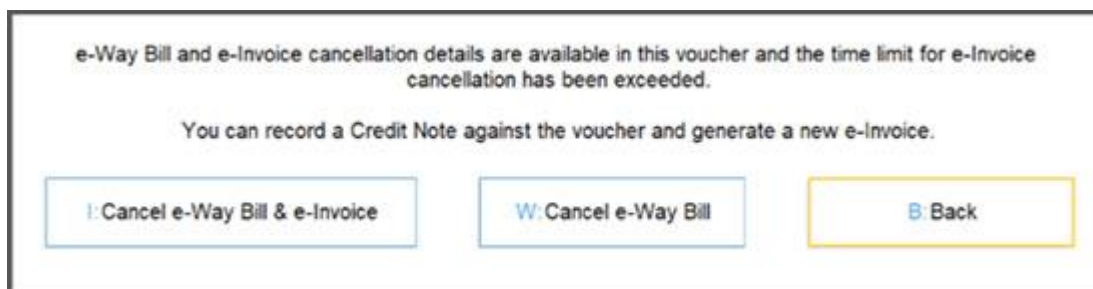 e-Way Bill and e-Invoice cancellation details are available in this voucher and the time limit for e-Invoice
cancellation has been exceeded.
You can record a Credit Note against the voucher and generate a new e-Invoice.
I: Cancel e-Way Bill & e-Invoice
W: Cancel e-Way Bill
B: Back